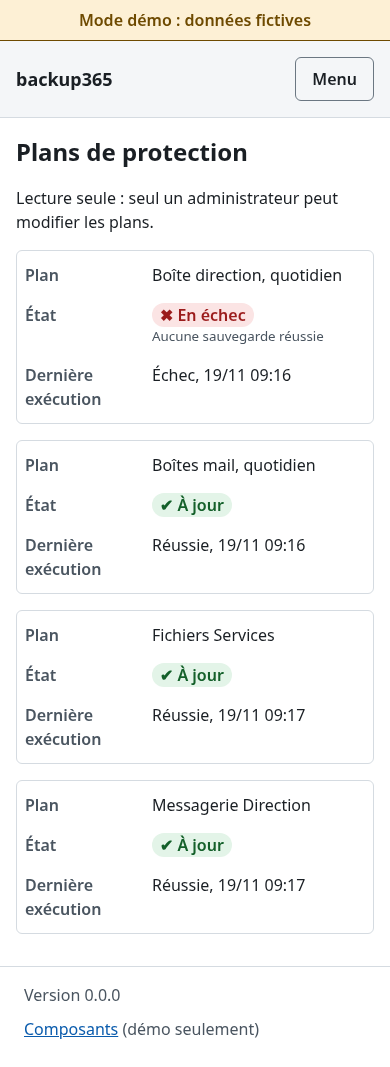 Mode démo : données fictives
backup365
Menu
Plans de protection
Lecture seule : seul un administrateur peut
modifier les plans.
Plan Boîte direction, quotidien
État ✖ En échec
Aucune sauvegarde réussie
Dernière Échec, 19/11 09:16
exécution
Plan Boîtes mail, quotidien
État ✔ À jour
Dernière Réussie, 19/11 09:16
exécution
Plan Fichiers Services
État ✔ À jour
Dernière Réussie, 19/11 09:17
exécution
Plan Messagerie Direction
État ✔ À jour
Dernière Réussie, 19/11 09:17
exécution
Version 0.0.0
Composants (démo seulement)